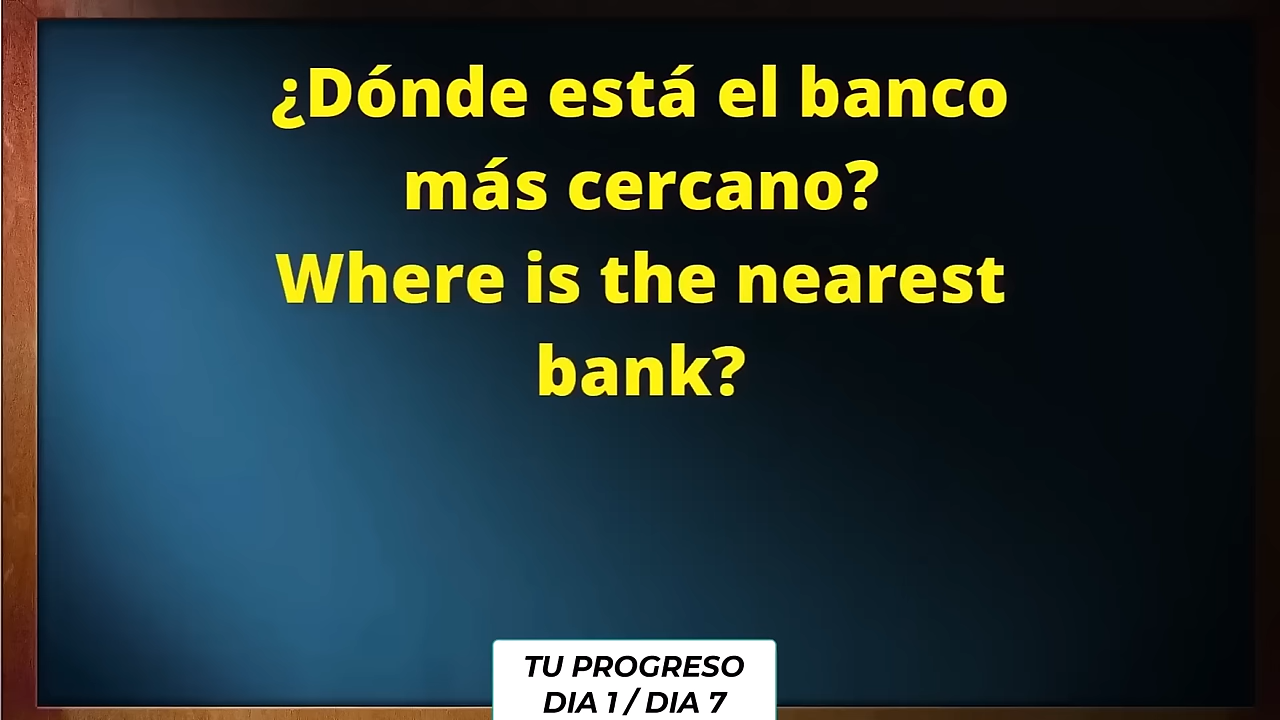 ¿Dónde está el banco
más cercano?
Where is the nearest
bank?
TU PROGRESO
DIA 1 / DIA 7